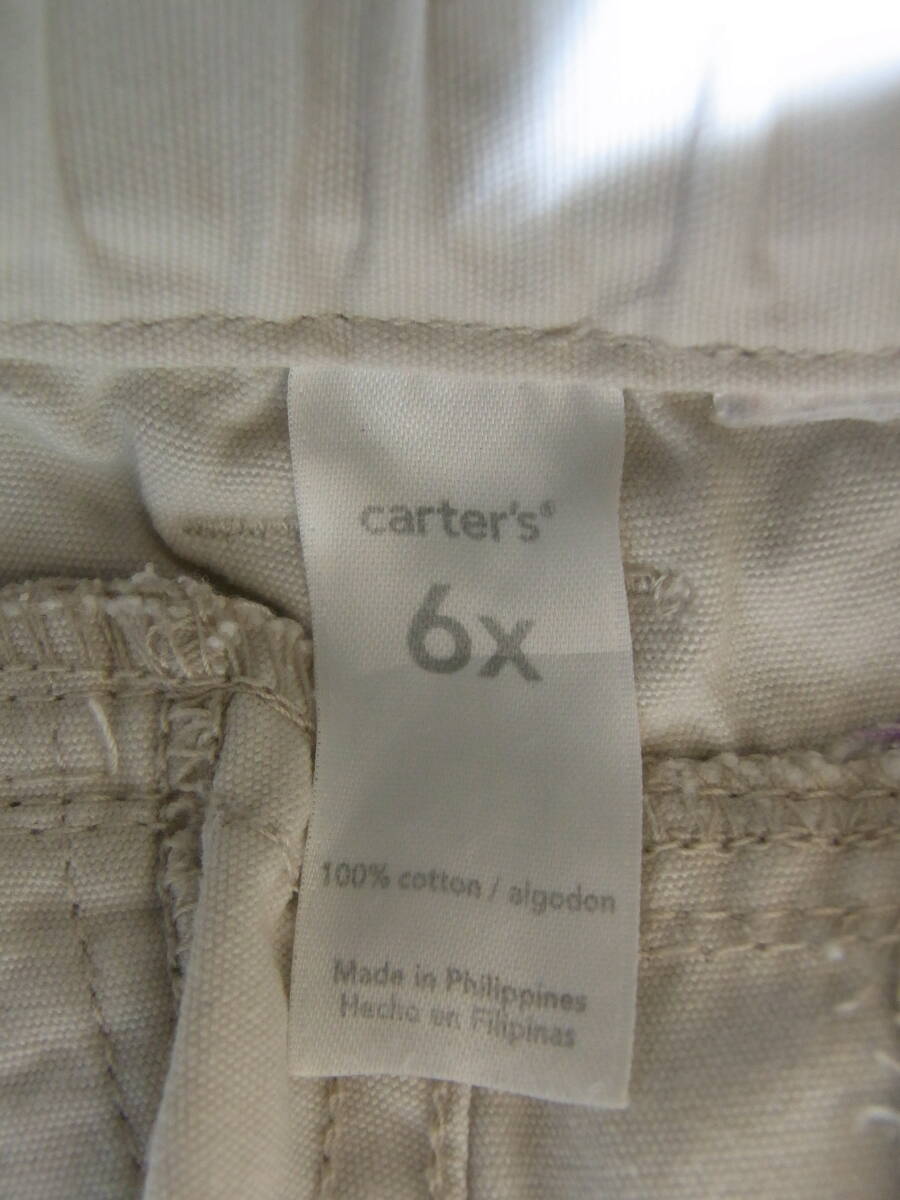 carter's®
6x
100% cotton / algodon
Made in Philippines
Hecho en Filipinas